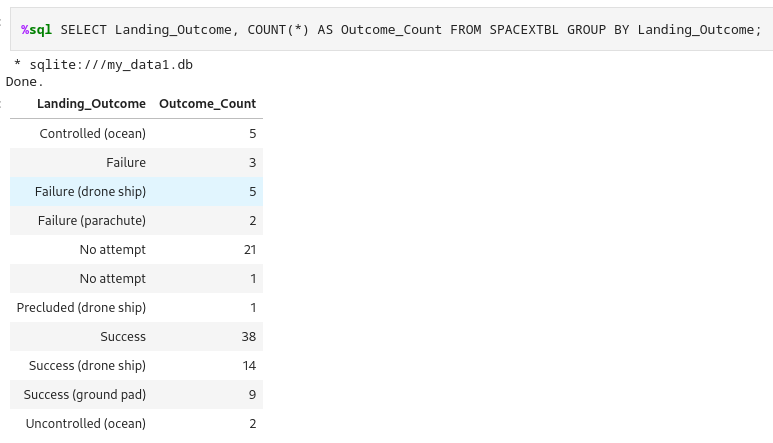 %sql SELECT Landing_Outcome, COUNT(*) AS Outcome_Count FROM SPACEXTBL GROUP BY Landing_Outcome;
* sqlite:///my_data1.db
Done.
Landing_Outcome Outcome_Count
Controlled (ocean) 5
Failure 3
Failure (drone ship) 5
Failure (parachute) 2
No attempt 21
No attempt 1
Precluded (drone ship) 1
Success 38
Success (drone ship) 14
Success (ground pad) 9
Uncontrolled (ocean) 2